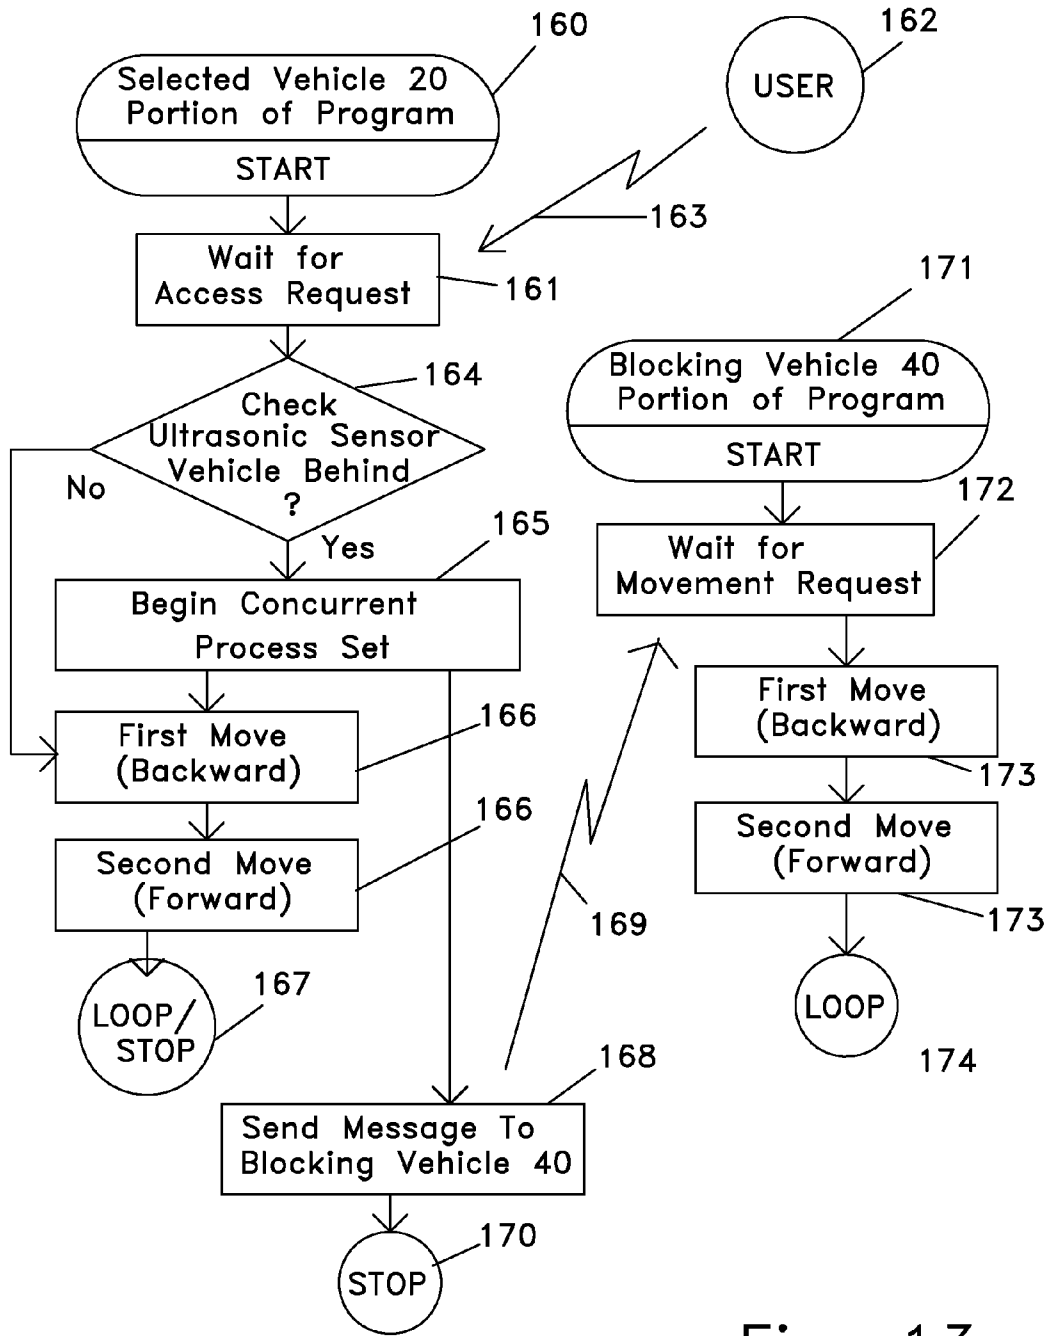 160
162
Selected Vehicle 20
Portion of Program
START
USER
163
Wait for
Access Request
161
171
164
Check
Ultrasonic Sensor
Vehicle Behind
?
No
Yes
Blocking Vehicle 40
Portion of Program
START
172
165
Begin Concurrent
Process Set
Wait for
Movement Request
First Move
(Backward)
166
First Move
(Backward)
173
Second Move
(Forward)
166
Second Move
(Forward)
173
169
LOOP/
STOP
167
LOOP
174
168
Send Message To
Blocking Vehicle 40
170
STOP